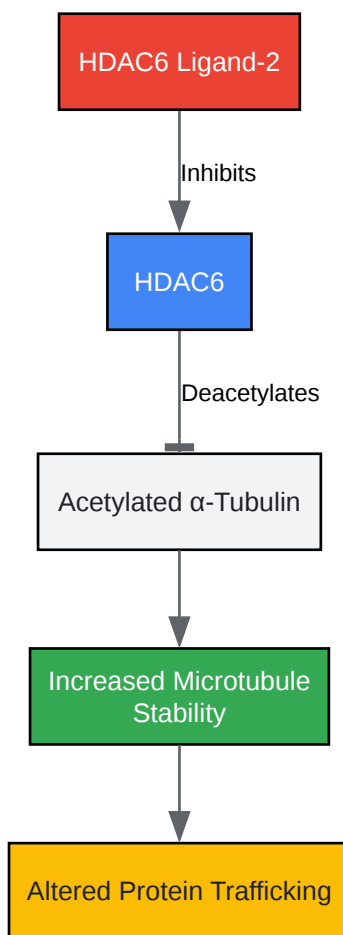 HDAC6 Ligand-2
Inhibits
HDAC6
Deacetylates
Acetylated α-Tubulin
Increased Microtubule
Stability
Altered Protein Trafficking